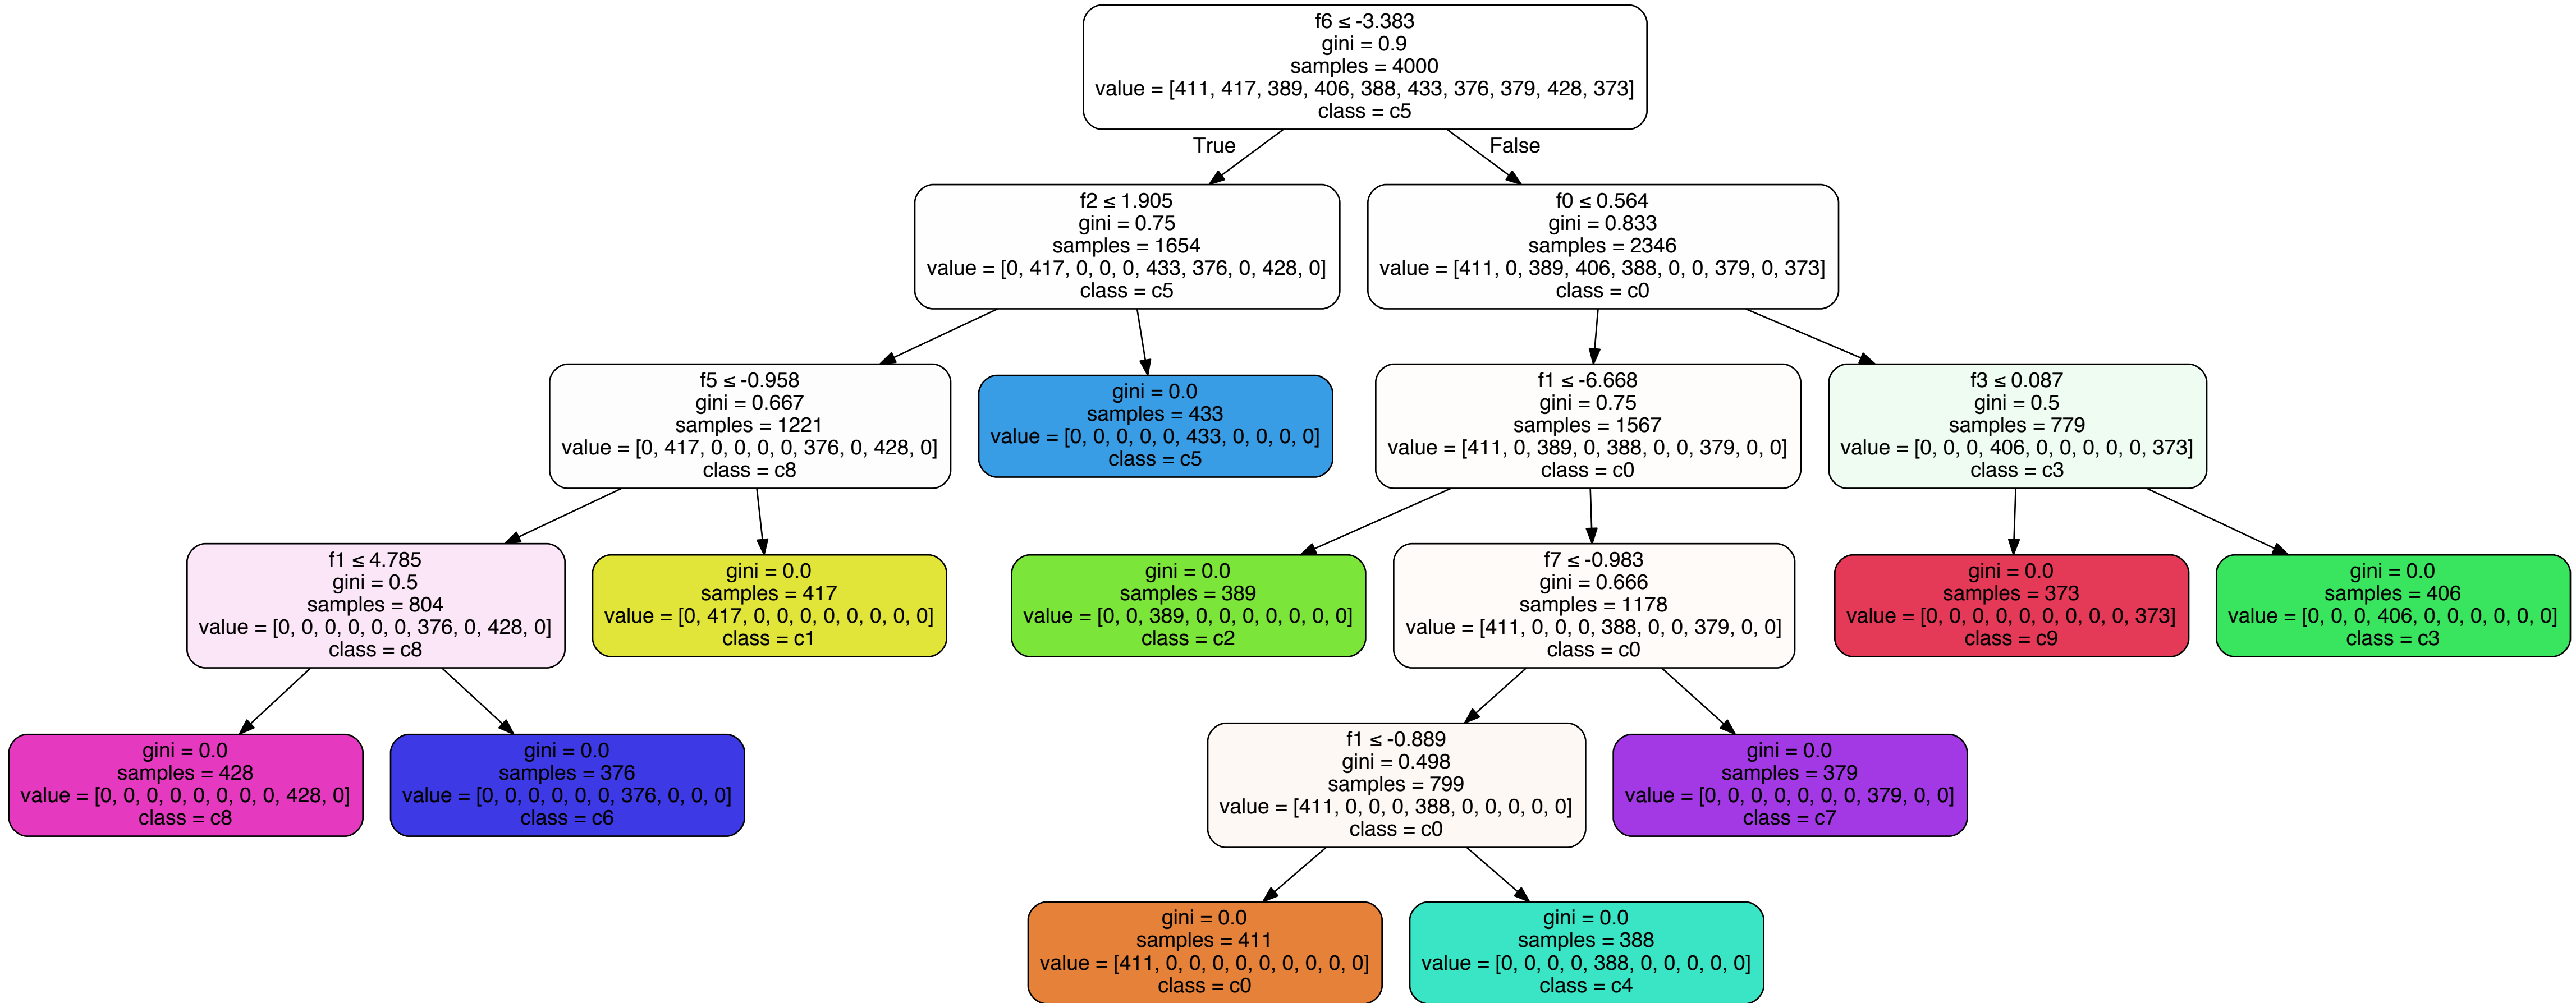 f6 ≤ -3.383
gini = 0.9
samples = 4000
value = [411, 417, 389, 406, 388, 433, 376, 379, 428, 373]
class = c5
True
False
f2 ≤ 1.905
gini = 0.75
samples = 1654
value = [0, 417, 0, 0, 0, 433, 376, 0, 428, 0]
class = c5
f0 ≤ 0.564
gini = 0.833
samples = 2346
value = [411, 0, 389, 406, 388, 0, 0, 379, 0, 373]
class = c0
f5 ≤ -0.958
gini = 0.667
samples = 1221
value = [0, 417, 0, 0, 0, 0, 376, 0, 428, 0]
class = c8
gini = 0.0
samples = 433
value = [0, 0, 0, 0, 0, 433, 0, 0, 0, 0]
class = c5
f1 ≤ -6.668
gini = 0.75
samples = 1567
value = [411, 0, 389, 0, 388, 0, 0, 379, 0, 0]
class = c0
f3 ≤ 0.087
gini = 0.5
samples = 779
value = [0, 0, 0, 406, 0, 0, 0, 0, 0, 373]
class = c3
f1 ≤ 4.785
gini = 0.5
samples = 804
value = [0, 0, 0, 0, 0, 0, 376, 0, 428, 0]
class = c8
gini = 0.0
samples = 417
value = [0, 417, 0, 0, 0, 0, 0, 0, 0, 0]
class = c1
gini = 0.0
samples = 389
value = [0, 0, 389, 0, 0, 0, 0, 0, 0, 0]
class = c2
f7 ≤ -0.983
gini = 0.666
samples = 1178
value = [411, 0, 0, 0, 388, 0, 0, 379, 0, 0]
class = c0
gini = 0.0
samples = 373
value = [0, 0, 0, 0, 0, 0, 0, 0, 0, 373]
class = c9
gini = 0.0
samples = 406
value = [0, 0, 0, 406, 0, 0, 0, 0, 0, 0]
class = c3
gini = 0.0
samples = 428
value = [0, 0, 0, 0, 0, 0, 0, 0, 428, 0]
class = c8
gini = 0.0
samples = 376
value = [0, 0, 0, 0, 0, 0, 376, 0, 0, 0]
class = c6
f1 ≤ -0.889
gini = 0.498
samples = 799
value = [411, 0, 0, 0, 388, 0, 0, 0, 0, 0]
class = c0
gini = 0.0
samples = 379
value = [0, 0, 0, 0, 0, 0, 0, 379, 0, 0]
class = c7
gini = 0.0
samples = 411
value = [411, 0, 0, 0, 0, 0, 0, 0, 0, 0]
class = c0
gini = 0.0
samples = 388
value = [0, 0, 0, 0, 388, 0, 0, 0, 0, 0]
class = c4